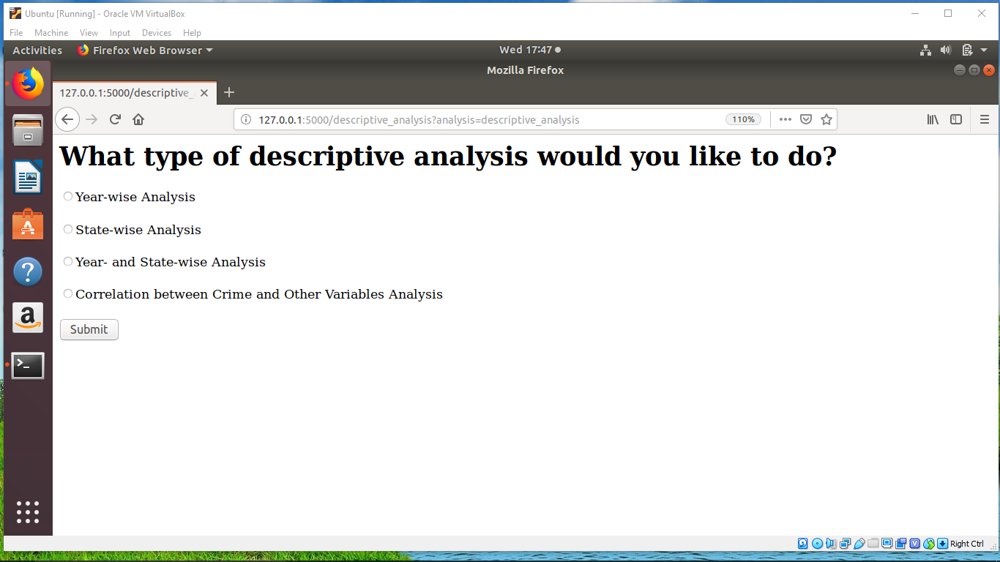 Ubuntu [Running] - Oracle VM VirtualBox
File Machine View Input Devices Help
Activities Firefox Web Browser Wed 17:47
Mozilla Firefox
127.0.0.1:5000/descriptive_
127.0.0.1:5000/descriptive_analysis?analysis=descriptive_analysis 110%
What type of descriptive analysis would you like to do?
Year-wise Analysis
State-wise Analysis
Year- and State-wise Analysis
Correlation between Crime and Other Variables Analysis
Submit
Right Ctrl